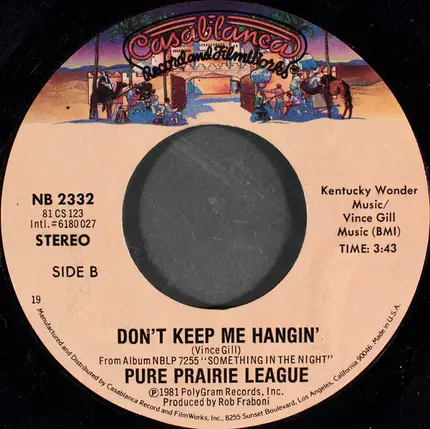 Casablanca
Record and FilmWorks
NB 2332
81 CS 123
Intl.#6180027
STEREO
SIDE B
Kentucky Wonder
Music/
Vince Gill
Music (BMI)
TIME: 3:43
19
DON'T KEEP ME HANGIN'
(Vince Gill)
From Album NBLP 7255 "SOMETHING IN THE NIGHT"
PURE PRAIRIE LEAGUE
Ⓟ1981 PolyGram Records, Inc.
Produced by Rob Fraboni
Manufactured and Distributed by Casablanca Record and FilmWorks, Inc., 8255 Sunset Boulevard, Los Angeles, California 90046. Made in U.S.A.